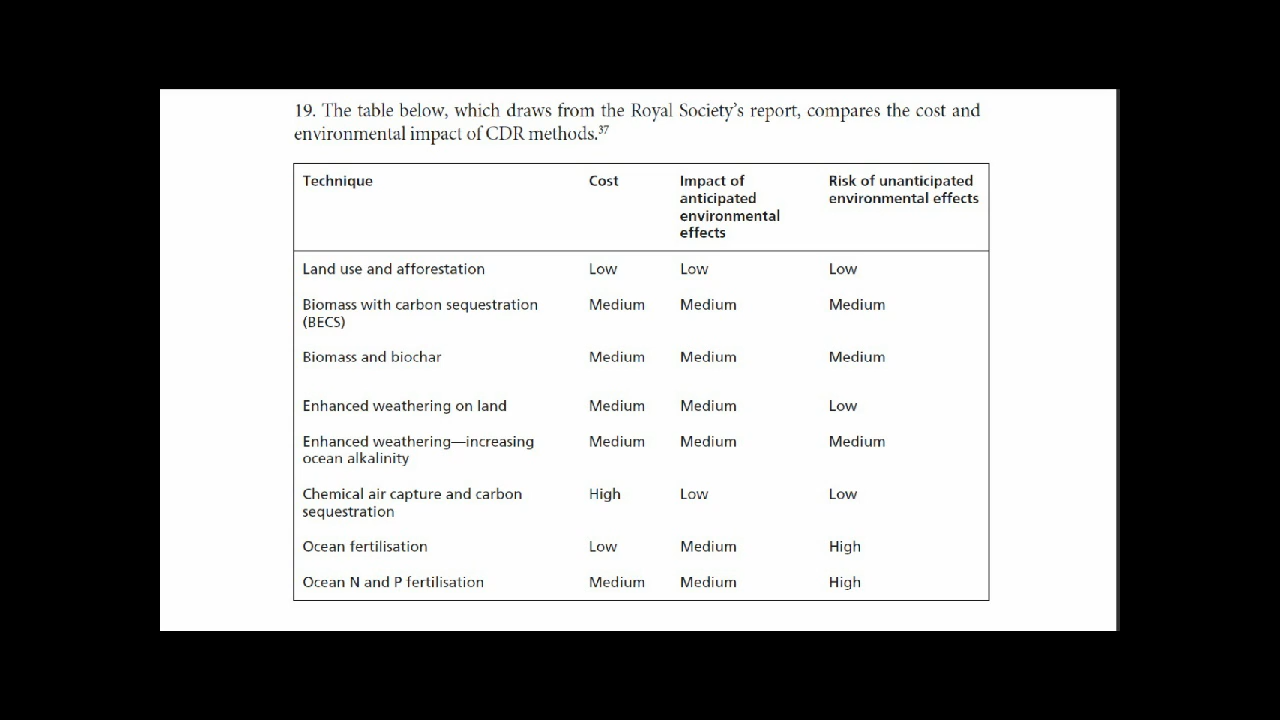 19. The table below, which draws from the Royal Society’s report, compares the cost and
environmental impact of CDR methods.37
Technique Cost Impact of anticipated environmental effects Risk of unanticipated environmental effects
Land use and afforestation Low Low Low
Biomass with carbon sequestration Medium Medium Medium
(BECS)
Biomass and biochar Medium Medium Medium
Enhanced weathering on land Medium Medium Low
Enhanced weathering—increasing Medium Medium Medium
ocean alkalinity
Chemical air capture and carbon High Low Low
sequestration
Ocean fertilisation Low Medium High
Ocean N and P fertilisation Medium Medium High